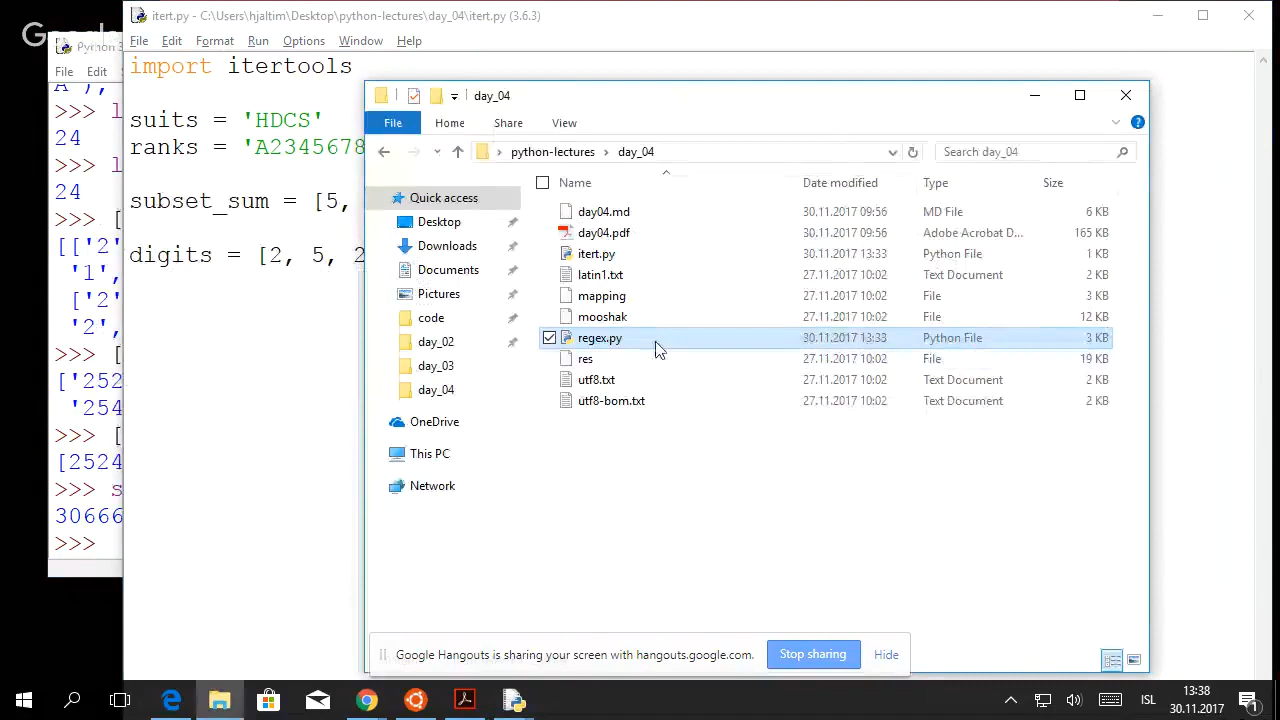 itert.py - C:\Users\hjaltim\Desktop\python-lectures\day_04\itert.py (3.6.3)
Google
Python 3
File Edit Format Run Options Window Help
File Edit
import itertools
A'),
>>> l
24
>>> l
24
>>> [
[['2'
'1',
['2'
'2',
>>> [
['252
'254
>>> [
[2524
>>> s
30666
>>>
suits = 'HDCS'
ranks = 'A2345678
subset_sum = [5,
digits = [2, 5, 2
day_04
File Home Share View
python-lectures day_04 Search day_04
Quick access
Desktop
Downloads
Documents
Pictures
code
day_02
day_03
day_04
OneDrive
This PC
Network
Name Date modified Type Size
day04.md 30.11.2017 09:56 MD File 6 KB
day04.pdf 30.11.2017 09:56 Adobe Acrobat D... 165 KB
itert.py 30.11.2017 13:33 Python File 1 KB
latin1.txt 27.11.2017 10:02 Text Document 2 KB
mapping 27.11.2017 10:02 File 3 KB
mooshak 27.11.2017 10:02 File 12 KB
regex.py 30.11.2017 13:33 Python File 3 KB
res 27.11.2017 10:02 File 19 KB
utf8.txt 27.11.2017 10:02 Text Document 2 KB
utf8-bom.txt 27.11.2017 10:02 Text Document 2 KB
Google Hangouts is sharing your screen with hangouts.google.com. Stop sharing Hide
ISL
13:38
30.11.2017
1